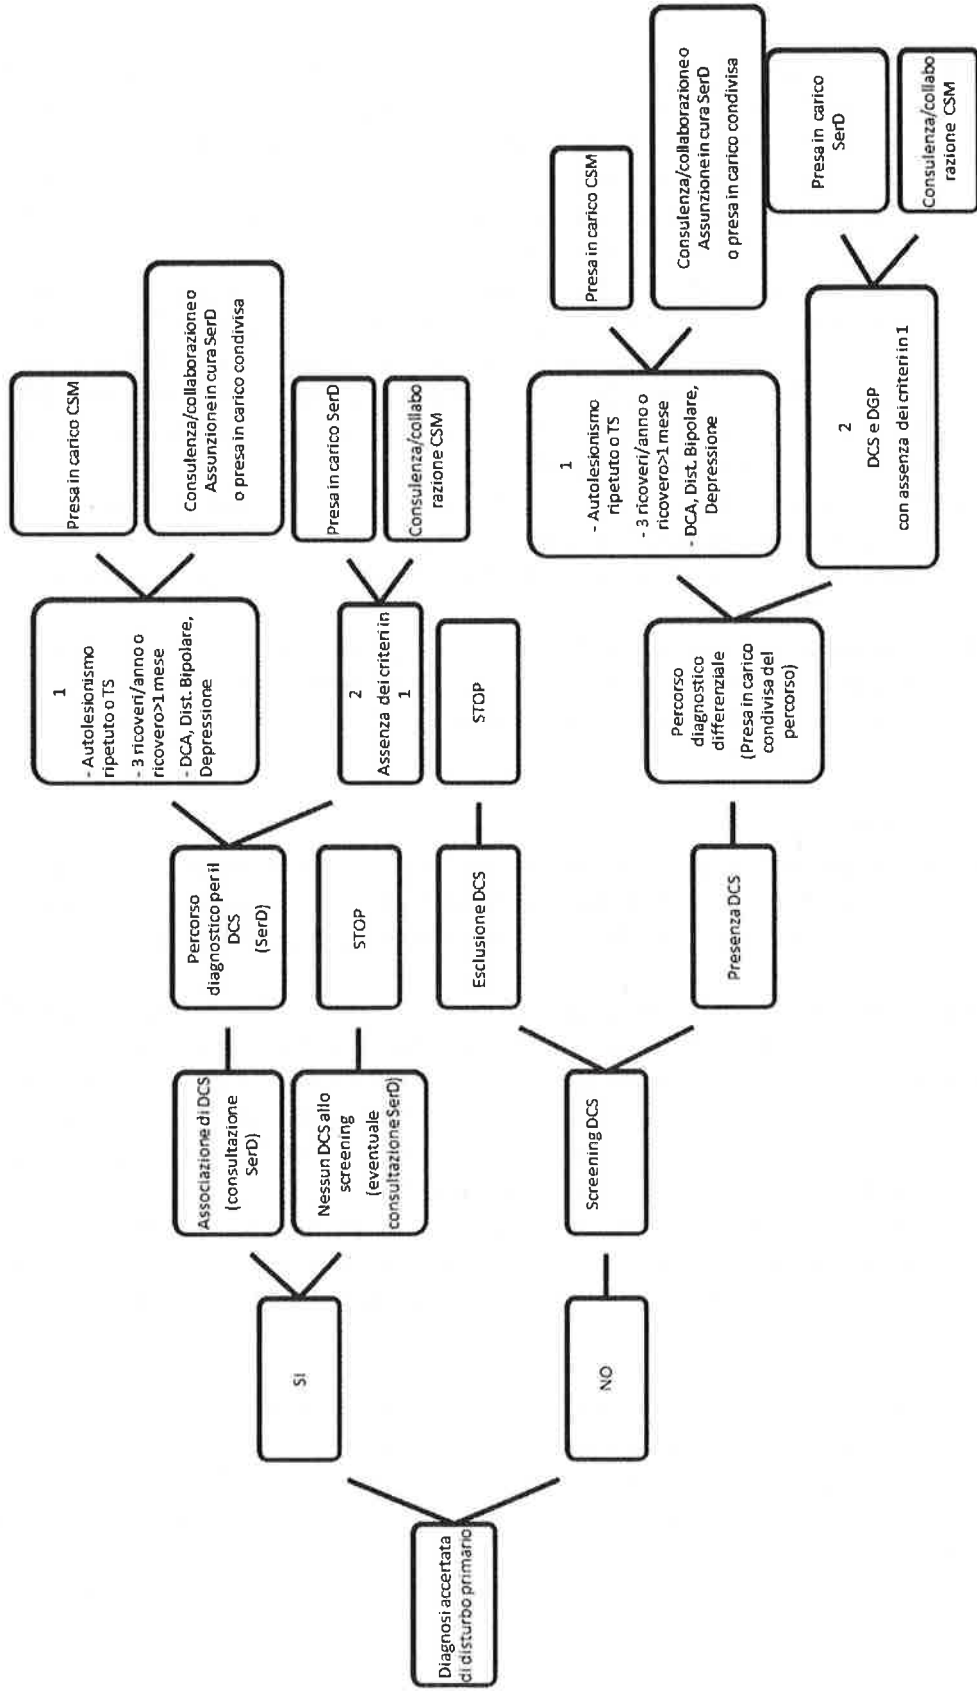 Diagnosi accertata
di disturbo primario
SI
NO
Associazione di DCS
(consultazione
SerD)
Nessun DCS allo
screening
(eventuale
consultazione SerD)
Screening DCS
Percorso
diagnostico per il
DCS
(SerD)
STOP
Esclusione DCS
Presenza DCS
1
- Autolesionismo
ripetuto o TS
- 3 ricoveri/anno o
ricovero>1 mese
- DCA, Dist. Bipolare,
Depressione
2
Assenza dei criteri in
1
STOP
Percorso
diagnostico
differenziale
(Presa in carico
condivisa del
percorso)
Presa in carico CSM
Consulenza/collaborazione o
Assunzione in cura SerD
o presa in carico condivisa
Presa in carico SerD
Consulenza/collabo
razione CSM
1
- Autolesionismo
ripetuto o TS
- 3 ricoveri/anno o
ricovero>1 mese
- DCA, Dist. Bipolare,
Depressione
2
DCS e DGP
con assenza dei criteri in 1
Presa in carico CSM
Consulenza/collaborazione o
Assunzione in cura SerD
o presa in carico condivisa
Presa in carico
SerD
Consulenza/collabo
razione CSM